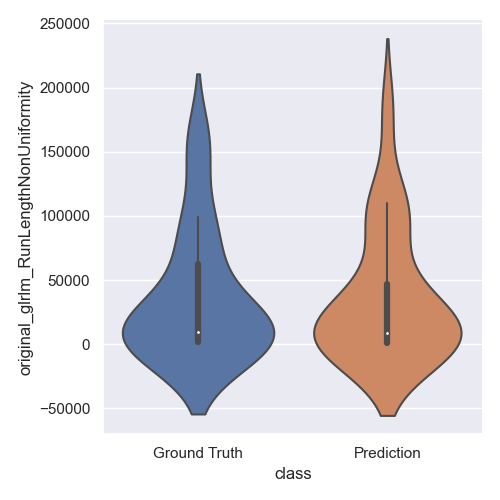 250000
200000
150000
100000
50000
0
−50000
original_glrlm_RunLengthNonUniformity
Ground Truth
Prediction
class